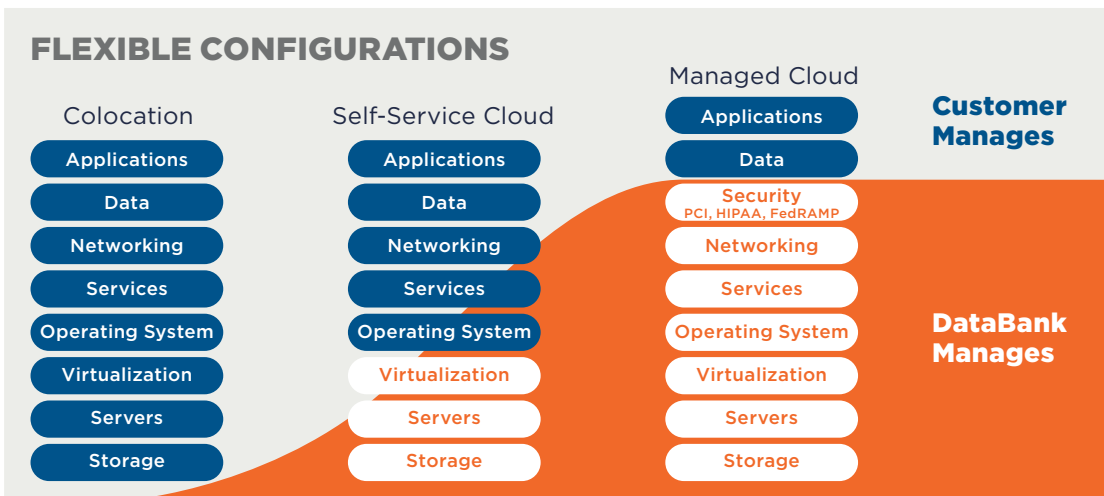 FLEXIBLE CONFIGURATIONS
Colocation
Applications
Data
Networking
Services
Operating System
Virtualization
Servers
Storage
Self-Service Cloud
Applications
Data
Networking
Services
Operating System
Virtualization
Servers
Storage
Managed Cloud
Applications
Data
Security
PCI, HIPAA, FedRAMP
Networking
Services
Operating System
Virtualization
Servers
Storage
Customer
Manages
DataBank
Manages